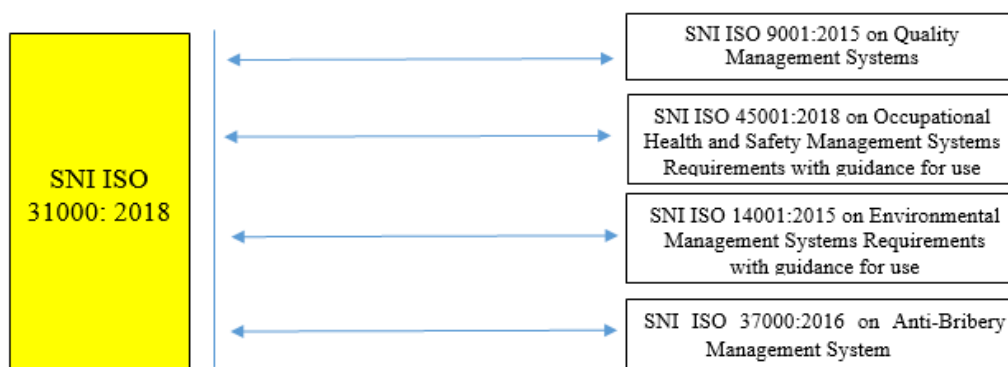 SNI ISO
31000: 2018
SNI ISO 9001:2015 on Quality
Management Systems
SNI ISO 45001:2018 on Occupational
Health and Safety Management Systems
Requirements with guidance for use
SNI ISO 14001:2015 on Environmental
Management Systems Requirements
with guidance for use
SNI ISO 37000:2016 on Anti-Bribery
Management System